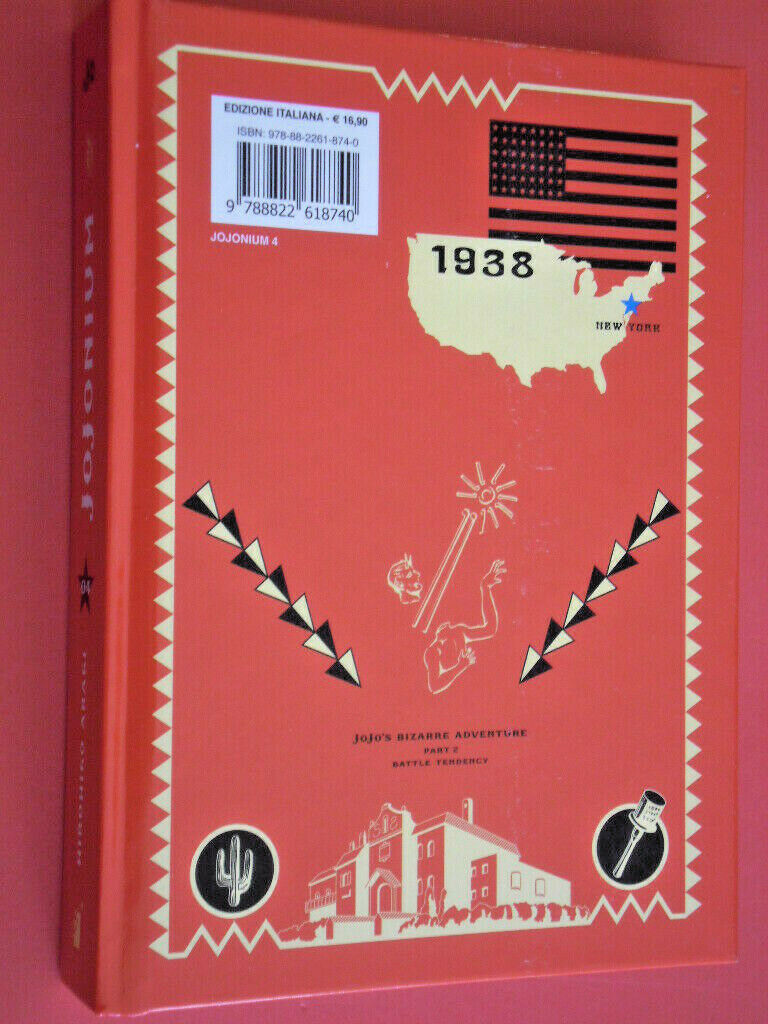 EDIZIONE ITALIANA - € 16,90
ISBN: 978-88-2261-874-0
9 788822 618740
JOJONIUM 4
1938
NEW YORK
JOJO'S BIZARRE ADVENTURE
PART 2
BATTLE TENDENCY
JOJONIUM
04
HIROHIKO ARAKI